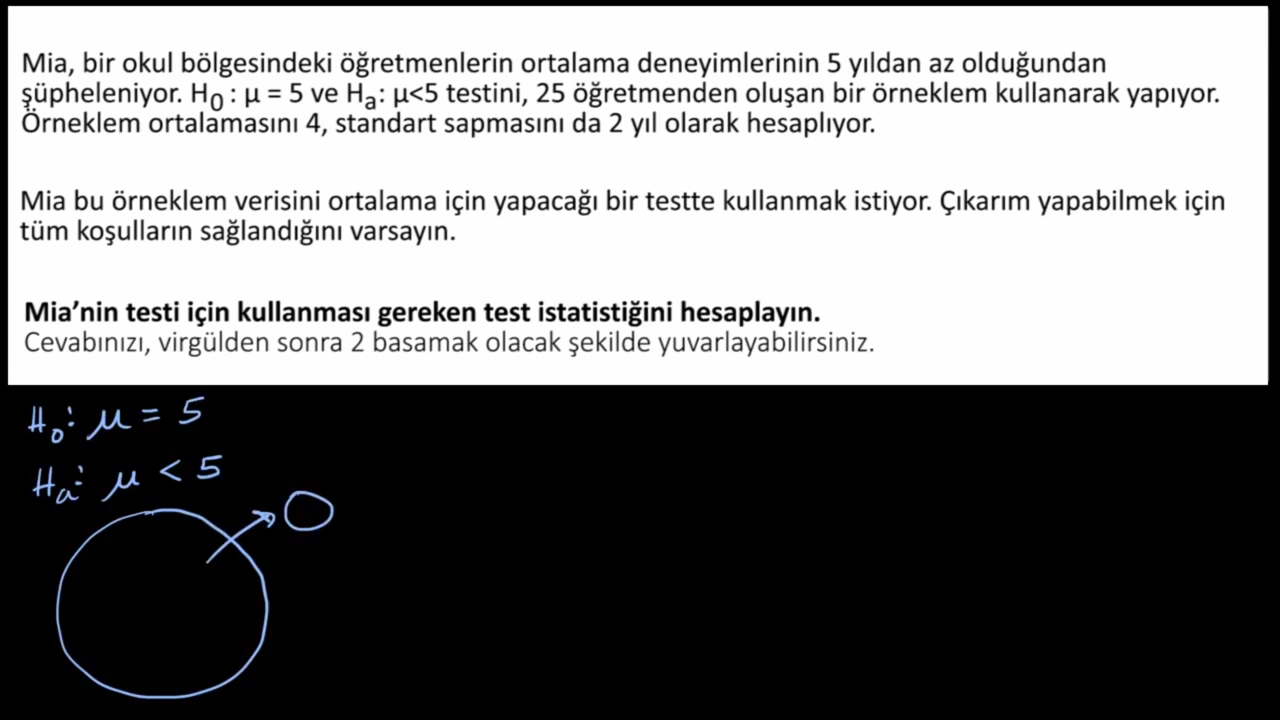 Mia, bir okul bölgesindeki öğretmenlerin ortalama deneyimlerinin 5 yıldan az olduğundan
şüpheleniyor. H₀ : μ = 5 ve Hₐ: μ<5 testini, 25 öğretmenden oluşan bir örneklem kullanarak yapıyor.
Örneklem ortalamasını 4, standart sapmasını da 2 yıl olarak hesaplıyor.
Mia bu örneklem verisini ortalama için yapacağı bir testte kullanmak istiyor. Çıkarım yapabilmek için
tüm koşulların sağlandığını varsayın.
Mia’nin testi için kullanması gereken test istatistiğini hesaplayın.
Cevabınızı, virgülden sonra 2 basamak olacak şekilde yuvarlayabilirsiniz.
H₀: μ = 5
Hₐ: μ < 5